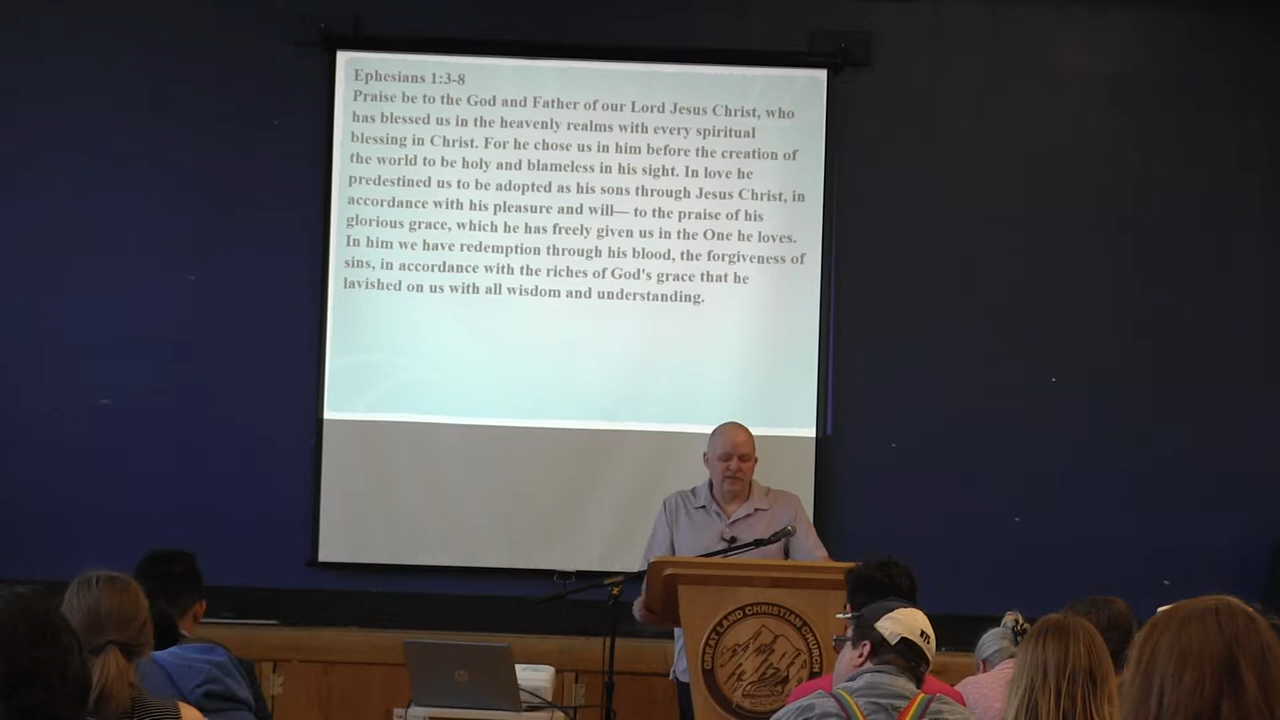 Ephesians 1:3-8
Praise be to the God and Father of our Lord Jesus Christ, who
has blessed us in the heavenly realms with every spiritual
blessing in Christ. For he chose us in him before the creation of
the world to be holy and blameless in his sight. In love he
predestined us to be adopted as his sons through Jesus Christ, in
accordance with his pleasure and will— to the praise of his
glorious grace, which he has freely given us in the One he loves.
In him we have redemption through his blood, the forgiveness of
sins, in accordance with the riches of God's grace that he
lavished on us with all wisdom and understanding.
GREAT LAND CHRISTIAN CHURCH
hp